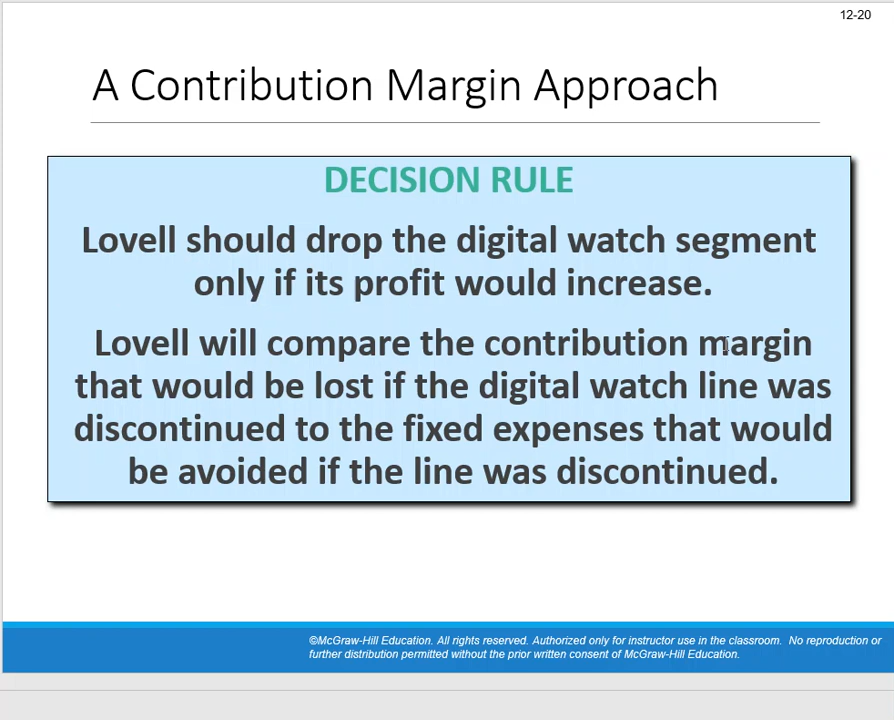 12-20
A Contribution Margin Approach
DECISION RULE
Lovell should drop the digital watch segment
only if its profit would increase.
Lovell will compare the contribution margin
that would be lost if the digital watch line was
discontinued to the fixed expenses that would
be avoided if the line was discontinued.
©McGraw-Hill Education. All rights reserved. Authorized only for instructor use in the classroom.  No reproduction or
further distribution permitted without the prior written consent of McGraw-Hill Education.